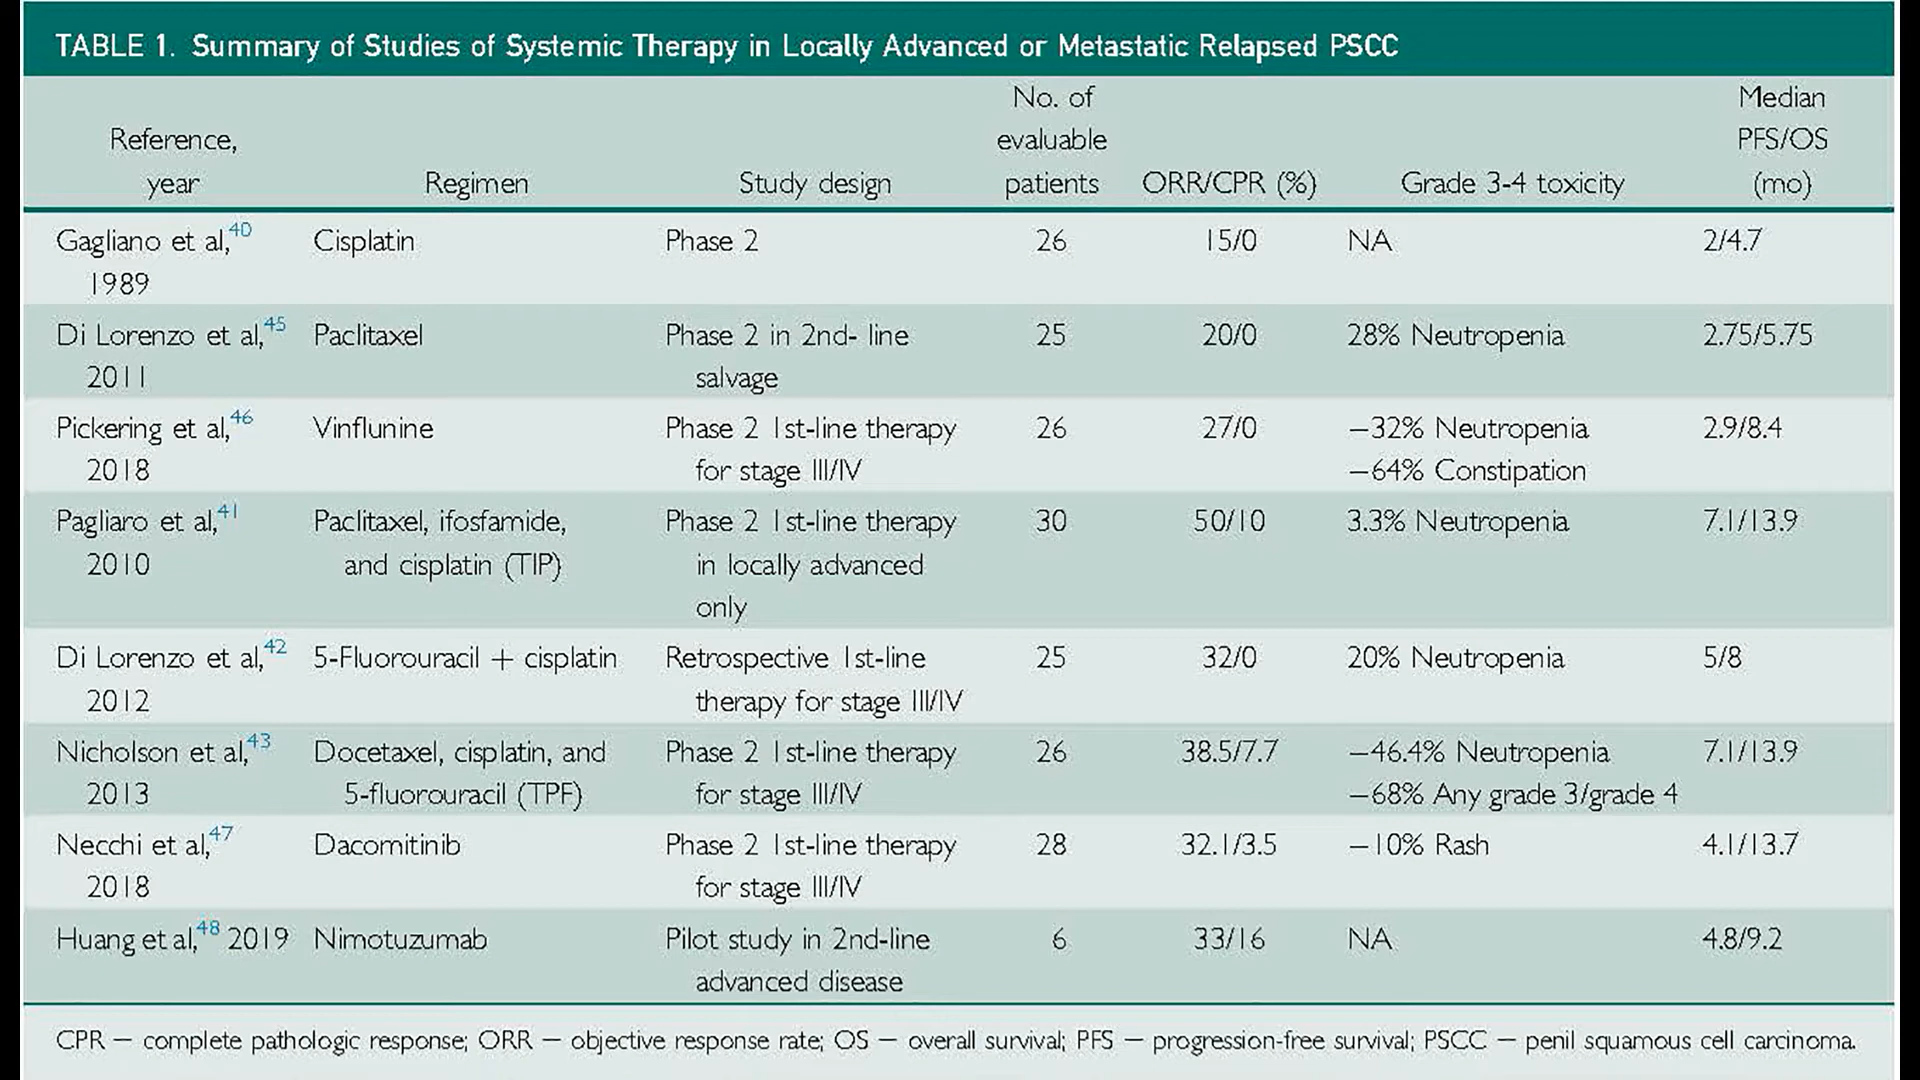 TABLE 1. Summary of Studies of Systemic Therapy in Locally Advanced or Metastatic Relapsed PSCC
Reference, year | Regimen | Study design | No. of evaluable patients | ORR/CPR (%) | Grade 3-4 toxicity | Median PFS/OS (mo)
Gagliano et al,40 1989 | Cisplatin | Phase 2 | 26 | 15/0 | NA | 2/4.7
Di Lorenzo et al,45 2011 | Paclitaxel | Phase 2 in 2nd- line salvage | 25 | 20/0 | 28% Neutropenia | 2.75/5.75
Pickering et al,46 2018 | Vinflunine | Phase 2 1st-line therapy for stage III/IV | 26 | 27/0 | −32% Neutropenia −64% Constipation | 2.9/8.4
Pagliaro et al,41 2010 | Paclitaxel, ifosfamide, and cisplatin (TIP) | Phase 2 1st-line therapy in locally advanced only | 30 | 50/10 | 3.3% Neutropenia | 7.1/13.9
Di Lorenzo et al,42 2012 | 5-Fluorouracil + cisplatin | Retrospective 1st-line therapy for stage III/IV | 25 | 32/0 | 20% Neutropenia | 5/8
Nicholson et al,43 2013 | Docetaxel, cisplatin, and 5-fluorouracil (TPF) | Phase 2 1st-line therapy for stage III/IV | 26 | 38.5/7.7 | −46.4% Neutropenia −68% Any grade 3/grade 4 | 7.1/13.9
Necchi et al,47 2018 | Dacomitinib | Phase 2 1st-line therapy for stage III/IV | 28 | 32.1/3.5 | −10% Rash | 4.1/13.7
Huang et al,48 2019 | Nimotuzumab | Pilot study in 2nd-line advanced disease | 6 | 33/16 | NA | 4.8/9.2
CPR — complete pathologic response; ORR — objective response rate; OS — overall survival; PFS — progression-free survival; PSCC — penil squamous cell carcinoma.